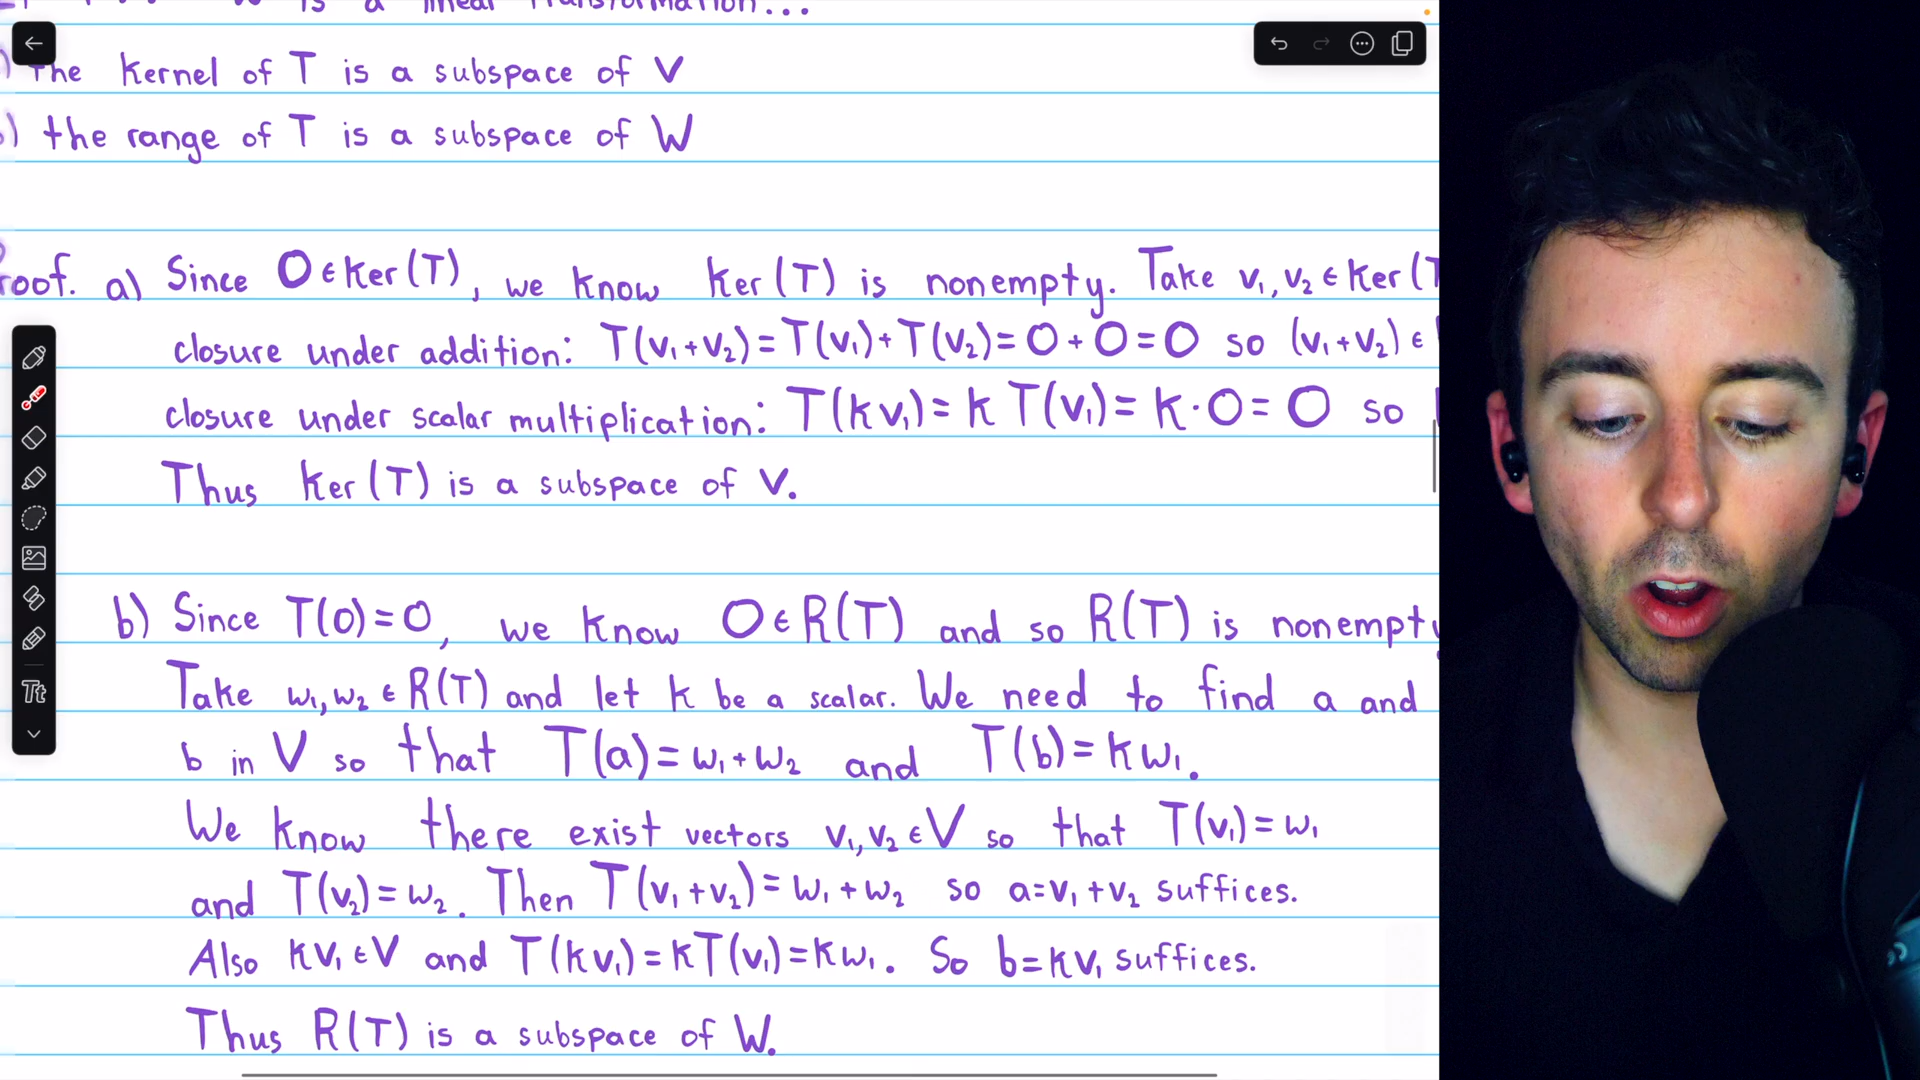 is a linear transformation...
the kernel of T is a subspace of V
) the range of T is a subspace of W
roof. a) Since 0 ∈ Ker(T), we know Ker(T) is nonempty. Take v₁, v₂ ∈ Ker(T
closure under addition: T(v₁+v₂) = T(v₁) + T(v₂) = 0 + 0 = 0 so (v₁+v₂) ∈
closure under scalar multiplication: T(kv₁) = k T(v₁) = k · 0 = 0 so
Thus Ker(T) is a subspace of V.
b) Since T(0) = 0, we know 0 ∈ R(T) and so R(T) is nonempty
Take w₁, w₂ ∈ R(T) and let k be a scalar. We need to find a and
b in V so that T(a) = w₁ + w₂ and T(b) = kw₁.
We know there exist vectors v₁, v₂ ∈ V so that T(v₁) = w₁
and T(v₂) = w₂. Then T(v₁ + v₂) = w₁ + w₂ so a = v₁ + v₂ suffices.
Also kv₁ ∈ V and T(kv₁) = kT(v₁) = kw₁. So b = kv₁ suffices.
Thus R(T) is a subspace of W.
Tt